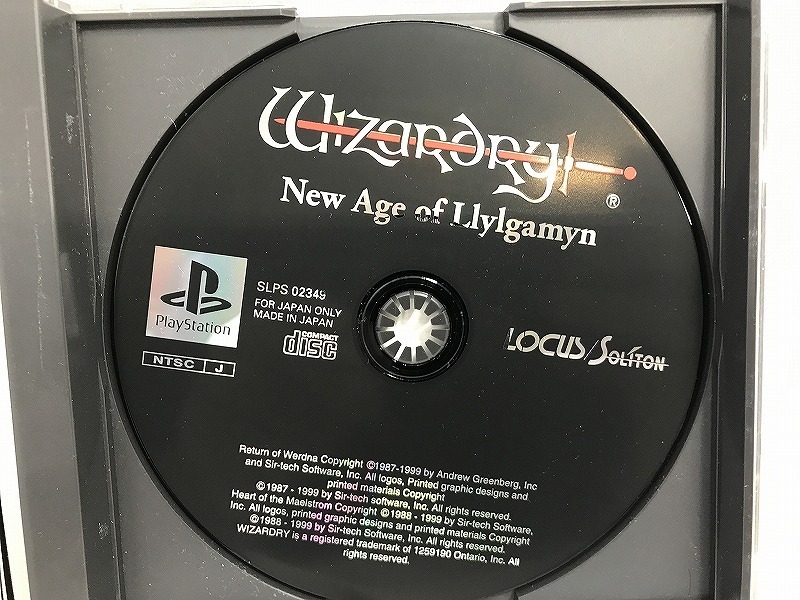 Wizardry
®
New Age of Llylgamyn
PlayStation
NTSC J
SLPS 02349
FOR JAPAN ONLY
MADE IN JAPAN
COMPACT
disc
LOCUS/SOLITON
Return of Werdna Copyright ©1987-1999 by Andrew Greenberg, Inc
and Sir-tech Software, Inc. All logos, Printed graphic designs and
printed materials Copyright
©1987 - 1999 by Sir-tech software, Inc. All rights reserved.
Heart of the Maelstrom Copyright ©1988 - 1999 by Sir-tech Software,
Inc. All logos, printed graphic designs and printed materials Copyright
©1988 - 1999 by Sir-tech Software, Inc. All rights reserved.
WIZARDRY is a registered trademark of 1259190 Ontario, Inc. All
rights reserved.